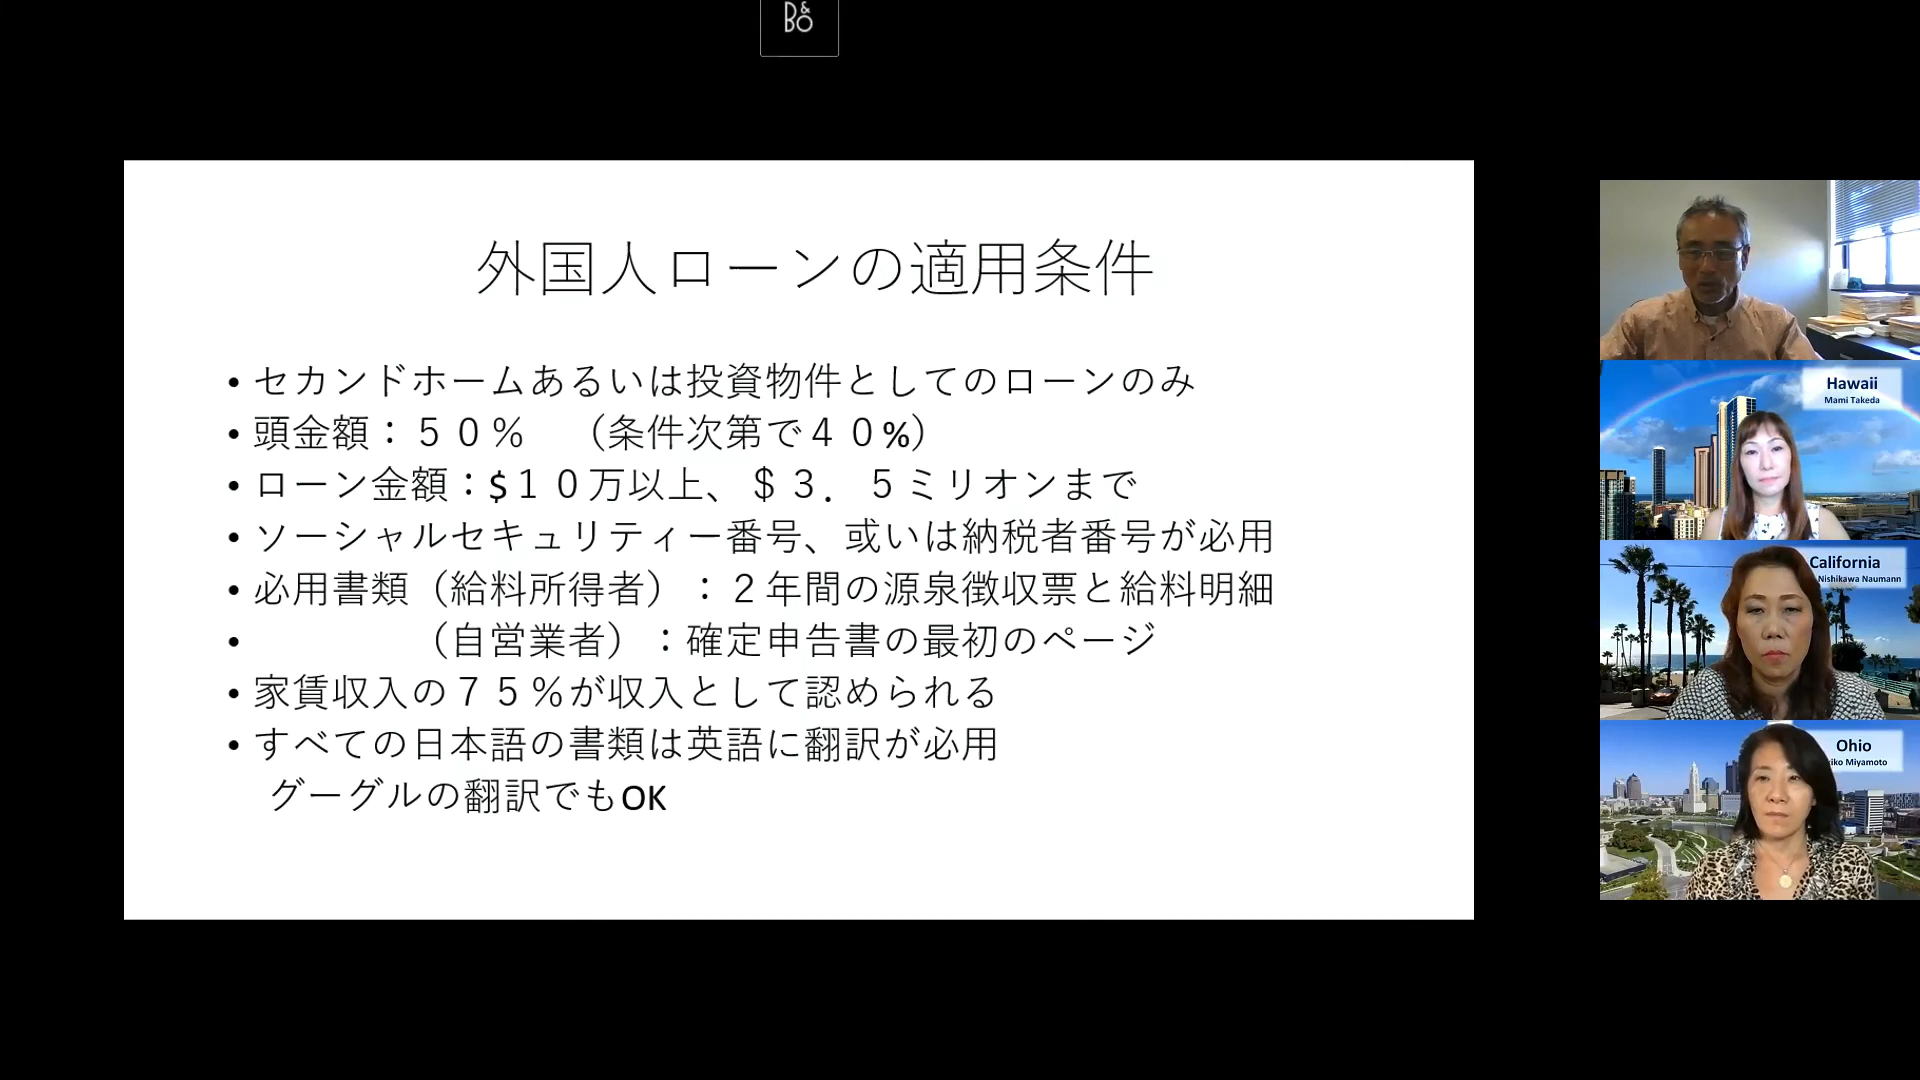 B&O
外国人ローンの適用条件
• セカンドホームあるいは投資物件としてのローンのみ
• 頭金額：５０％　（条件次第で４０%）
• ローン金額：$１０万以上、＄３．５ミリオンまで
• ソーシャルセキュリティー番号、或いは納税者番号が必用
• 必用書類（給料所得者）：２年間の源泉徴収票と給料明細
• （自営業者）：確定申告書の最初のページ
• 家賃収入の７５％が収入として認められる
• すべての日本語の書類は英語に翻訳が必用
グーグルの翻訳でもOK
Hawaii
Mami Takeda
California
Nishikawa Naumann
Ohio
Miyamoto